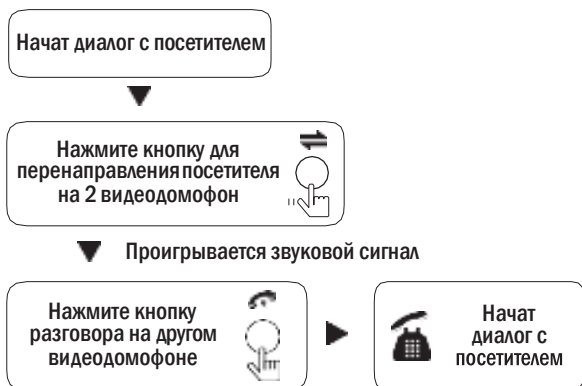 Начат диалог с посетителем
Нажмите кнопку для
перенаправления посетителя
на 2 видеодомофон
Проигрывается звуковой сигнал
Нажмите кнопку
разговора на другом
видеодомофоне
Начат
диалог с
посетителем